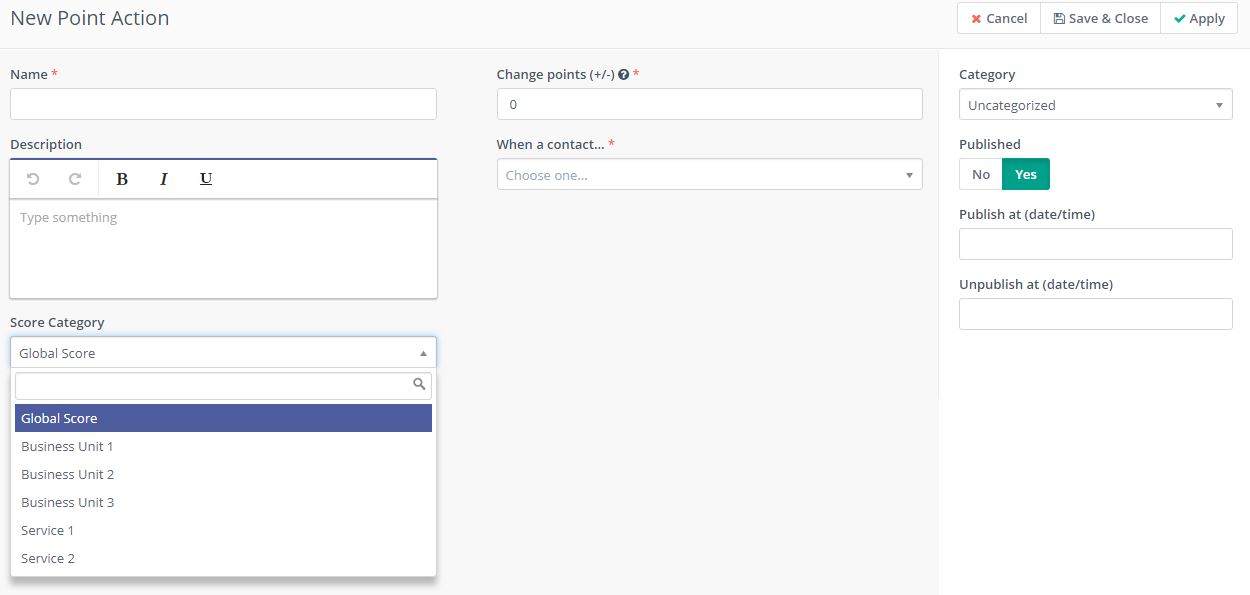 New Point Action
Cancel
Save & Close
Apply
Name *
Description
B I U
Type something
Score Category
Global Score
Global Score
Business Unit 1
Business Unit 2
Business Unit 3
Service 1
Service 2
Change points (+/-) ? *
0
When a contact... *
Choose one...
Category
Uncategorized
Published
No Yes
Publish at (date/time)
Unpublish at (date/time)